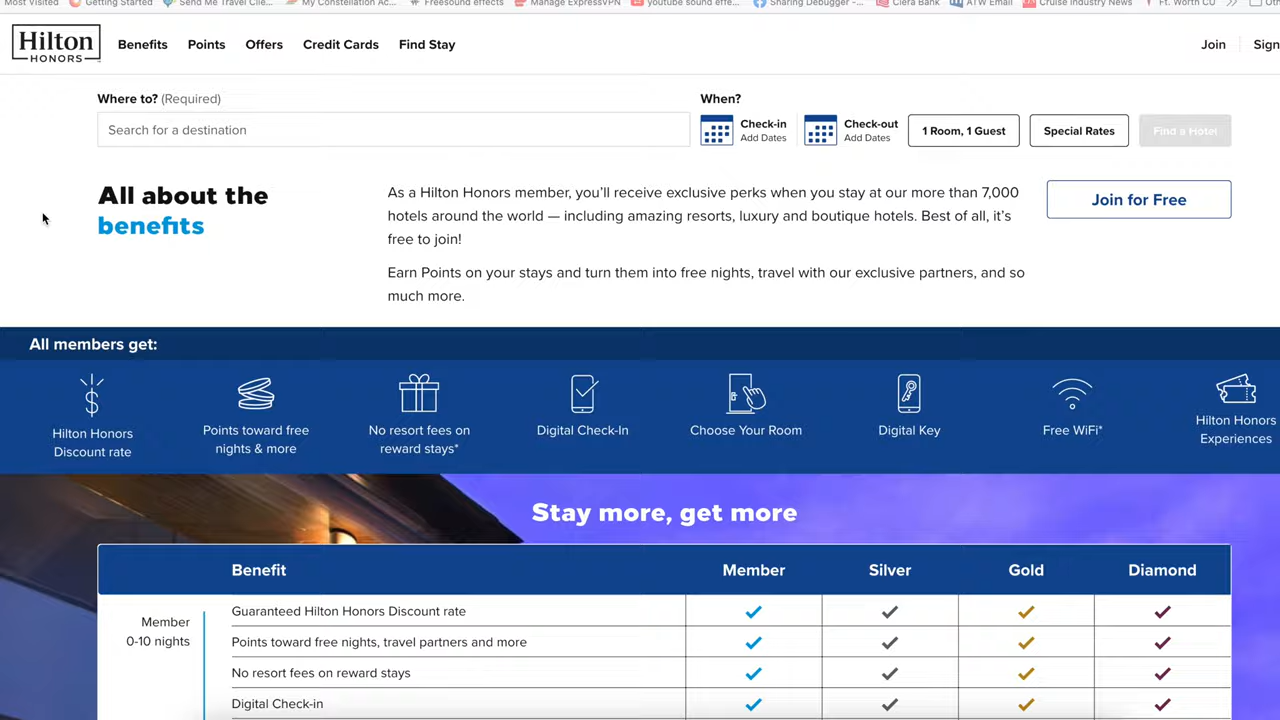 Most Visited Getting Started Send Me Travel Clie... My Constellation Ac... Freesound effects Manage ExpressVPN youtube sound effe... Sharing Debugger -... Ciera Bank ATW Email Cruise Industry News Ft. Worth CU
Hilton
HONORS
Benefits Points Offers Credit Cards Find Stay Join Sign
Where to? (Required) When?
Search for a destination
Check-in
Add Dates
Check-out
Add Dates
1 Room, 1 Guest Special Rates Find a Hotel
All about the
benefits
As a Hilton Honors member, you'll receive exclusive perks when you stay at our more than 7,000
hotels around the world — including amazing resorts, luxury and boutique hotels. Best of all, it's
free to join!
Earn Points on your stays and turn them into free nights, travel with our exclusive partners, and so
much more.
Join for Free
All members get:
Hilton Honors
Discount rate
Points toward free
nights & more
No resort fees on
reward stays*
Digital Check-In
Choose Your Room
Digital Key
Free WiFi*
Hilton Honors
Experiences
Stay more, get more
Benefit Member Silver Gold Diamond
Member
0-10 nights
Guaranteed Hilton Honors Discount rate
Points toward free nights, travel partners and more
No resort fees on reward stays
Digital Check-in